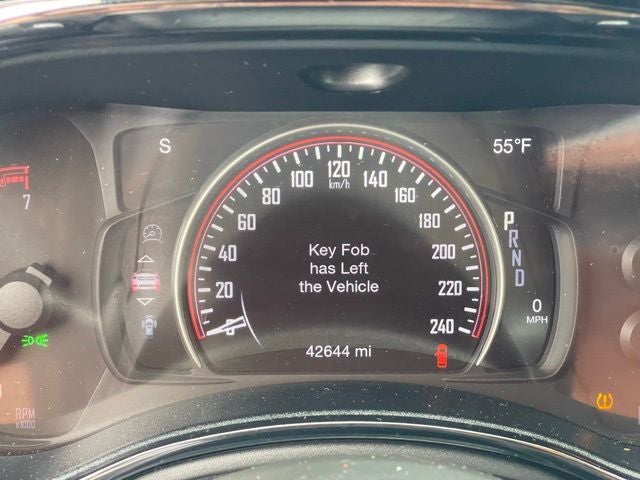 S
55°F
7
20
40
60
80
100
120
140
160
180
200
220
240
km/h
Key Fob
has Left
the Vehicle
42644 mi
P
R
N
D
0
MPH
RPM
x1000